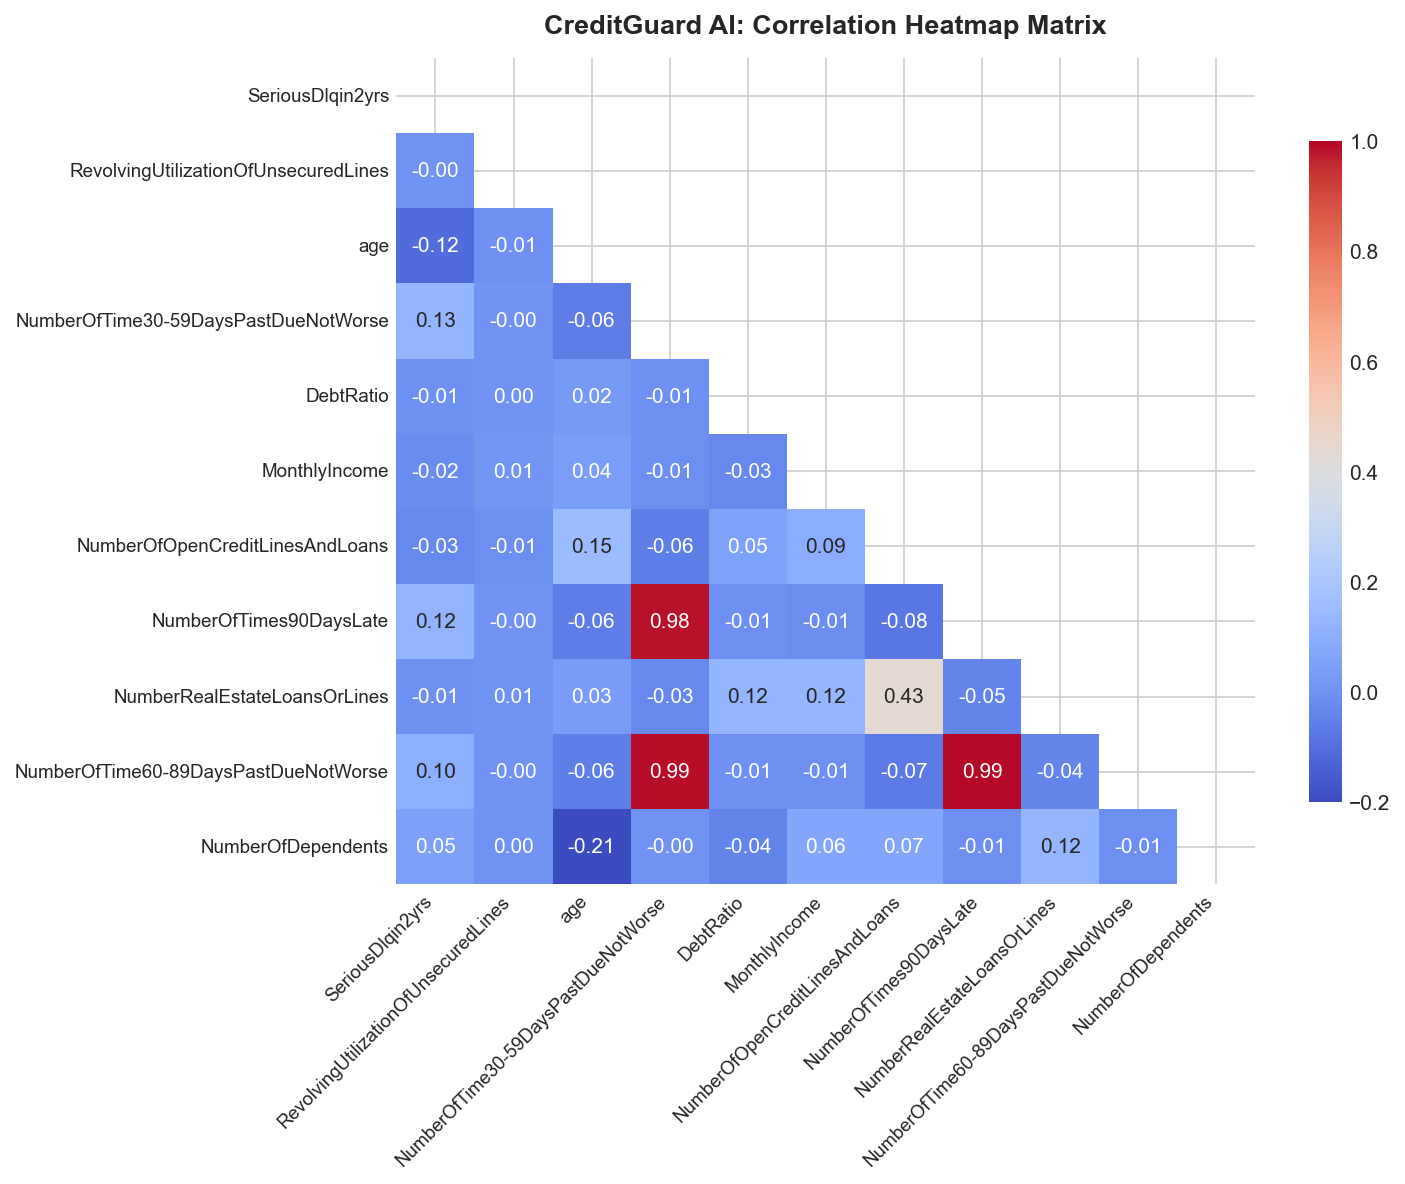 CreditGuard AI: Correlation Heatmap Matrix
SeriousDlqin2yrs
RevolvingUtilizationOfUnsecuredLines -0.00
age -0.12 -0.01
NumberOfTime30-59DaysPastDueNotWorse 0.13 -0.00 -0.06
DebtRatio -0.01 0.00 0.02 -0.01
MonthlyIncome -0.02 0.01 0.04 -0.01 -0.03
NumberOfOpenCreditLinesAndLoans -0.03 -0.01 0.15 -0.06 0.05 0.09
NumberOfTimes90DaysLate 0.12 -0.00 -0.06 0.98 -0.01 -0.01 -0.08
NumberRealEstateLoansOrLines -0.01 0.01 0.03 -0.03 0.12 0.12 0.43 -0.05
NumberOfTime60-89DaysPastDueNotWorse 0.10 -0.00 -0.06 0.99 -0.01 -0.01 -0.07 0.99 -0.04
NumberOfDependents 0.05 0.00 -0.21 -0.00 -0.04 0.06 0.07 -0.01 0.12 -0.01
SeriousDlqin2yrs
RevolvingUtilizationOfUnsecuredLines
age
NumberOfTime30-59DaysPastDueNotWorse
DebtRatio
MonthlyIncome
NumberOfOpenCreditLinesAndLoans
NumberOfTimes90DaysLate
NumberRealEstateLoansOrLines
NumberOfTime60-89DaysPastDueNotWorse
NumberOfDependents
1.0
0.8
0.6
0.4
0.2
0.0
−0.2